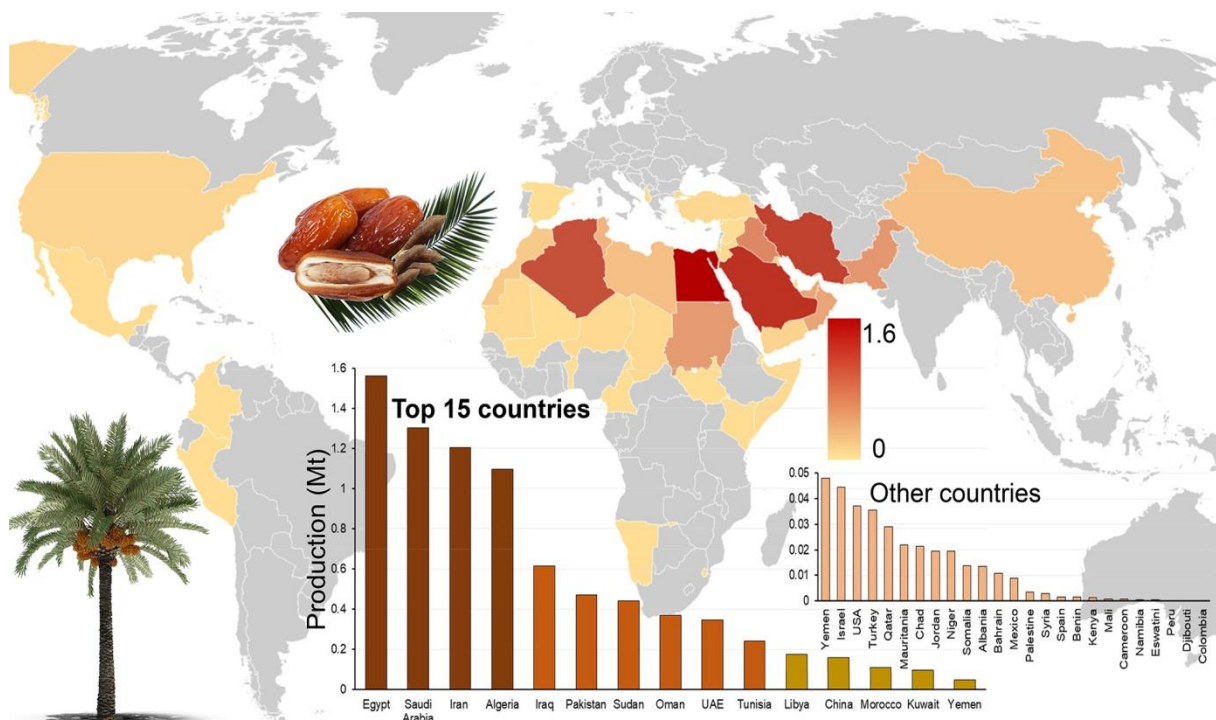 1.6
0
Top 15 countries
Production (Mt)
1.6
1.4
1.2
1
0.8
0.6
0.4
0.2
0
Egypt
Saudi
Arabia
Iran
Algeria
Iraq
Pakistan
Sudan
Oman
UAE
Tunisia
Libya
China
Morocco
Kuwait
Yemen
Other countries
0.05
0.04
0.03
0.02
0.01
0
Yemen
Israel
USA
Turkey
Qatar
Mauritania
Chad
Jordan
Niger
Somalia
Albania
Bahrain
Mexico
Palestine
Syria
Spain
Benin
Kenya
Mali
Cameroon
Namibia
Eswatini
Peru
Djibouti
Colombia